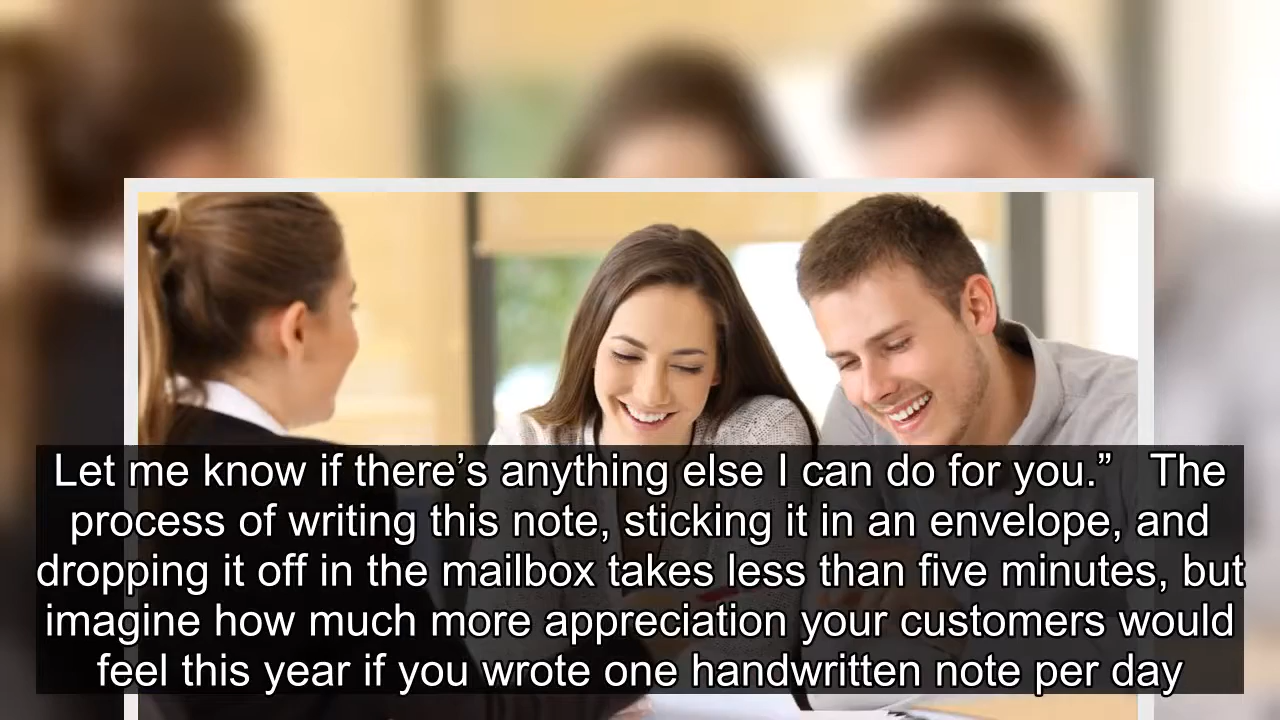 Let me know if there’s anything else I can do for you.” The
process of writing this note, sticking it in an envelope, and
dropping it off in the mailbox takes less than five minutes, but
imagine how much more appreciation your customers would
feel this year if you wrote one handwritten note per day